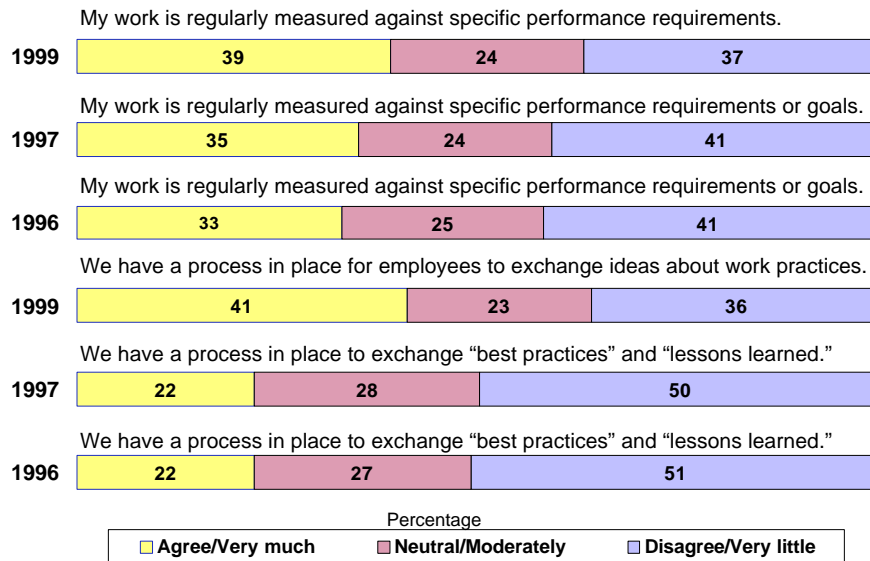 My work is regularly measured against specific performance requirements.
1999 39 24 37
My work is regularly measured against specific performance requirements or goals.
1997 35 24 41
My work is regularly measured against specific performance requirements or goals.
1996 33 25 41
We have a process in place for employees to exchange ideas about work practices.
1999 41 23 36
We have a process in place to exchange “best practices” and “lessons learned.”
1997 22 28 50
We have a process in place to exchange “best practices” and “lessons learned.”
1996 22 27 51
Percentage
Agree/Very much Neutral/Moderately Disagree/Very little